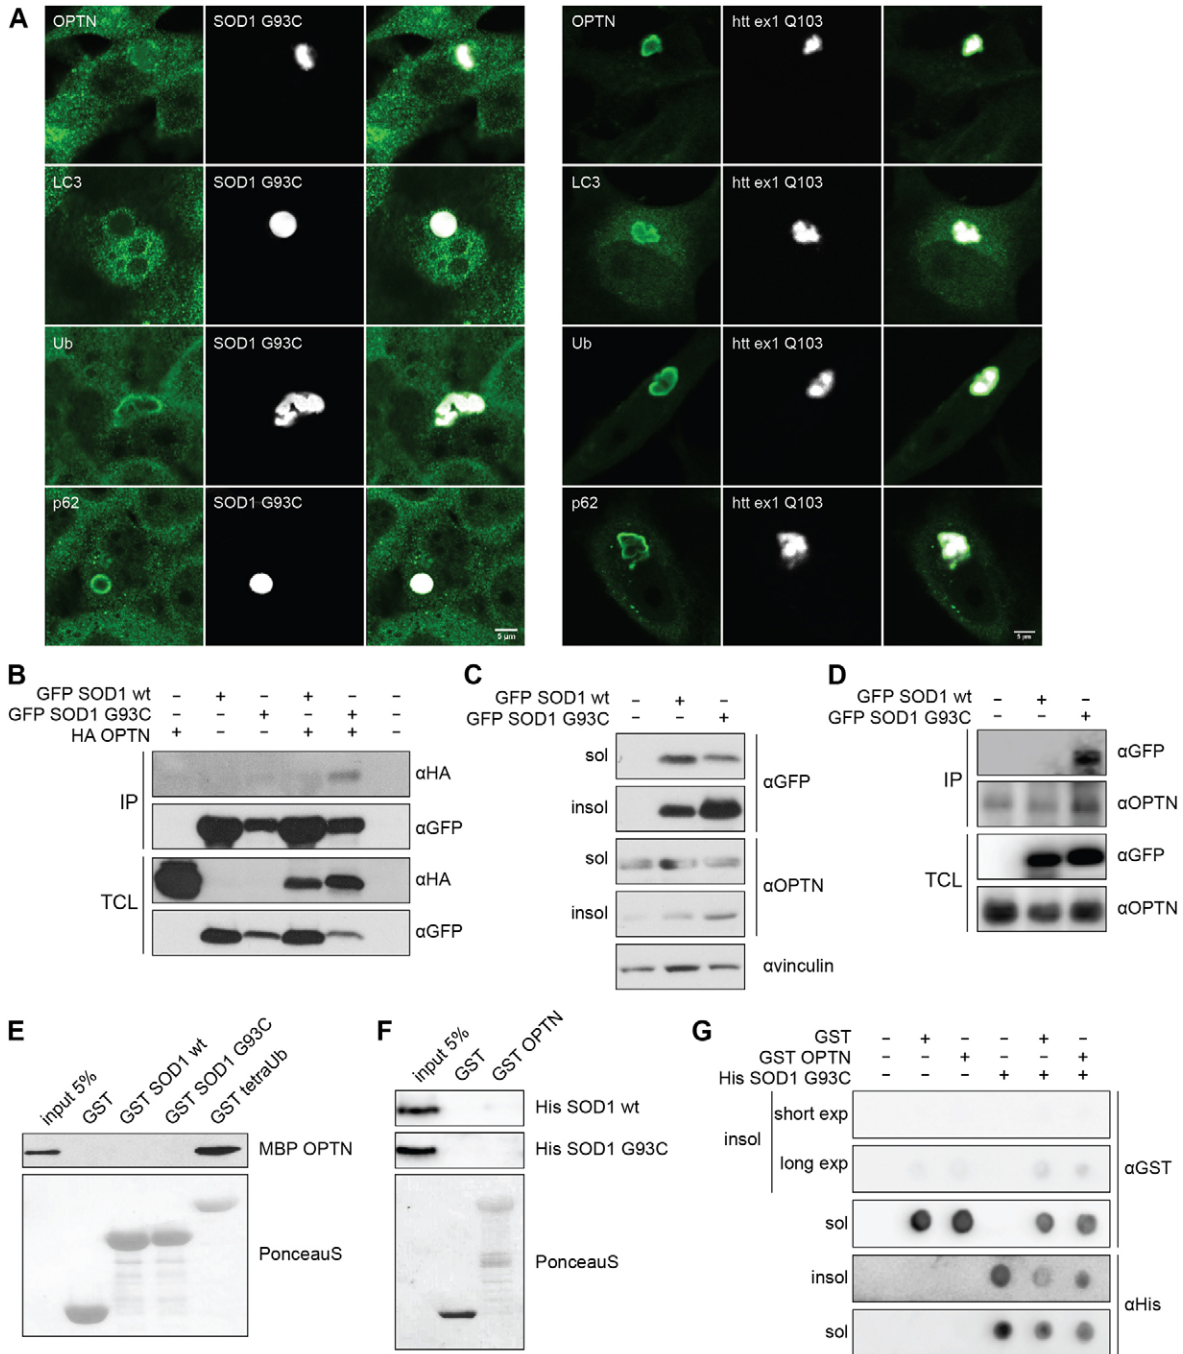 A
OPTN SOD1 G93C OPTN htt ex1 Q103
LC3 SOD1 G93C LC3 htt ex1 Q103
Ub SOD1 G93C Ub htt ex1 Q103
p62 SOD1 G93C p62 htt ex1 Q103
5 µm 5 µm
B
GFP SOD1 wt – + – + – –
GFP SOD1 G93C – – + – + –
HA OPTN + – – + + –
IP
αHA
αGFP
TCL
αHA
αGFP
C
GFP SOD1 wt – + –
GFP SOD1 G93C – – +
sol
insol
αGFP
sol
insol
αOPTN
αvinculin
D
GFP SOD1 wt – + –
GFP SOD1 G93C – – +
IP
αGFP
αOPTN
TCL
αGFP
αOPTN
E
input 5%
GST
GST SOD1 wt
GST SOD1 G93C
GST tetraUb
MBP OPTN
PonceauS
F
input 5%
GST
GST OPTN
His SOD1 wt
His SOD1 G93C
PonceauS
G
GST – + – – + –
GST OPTN – – + – – +
His SOD1 G93C – – – + + +
insol
short exp
long exp
sol
αGST
insol
sol
αHis